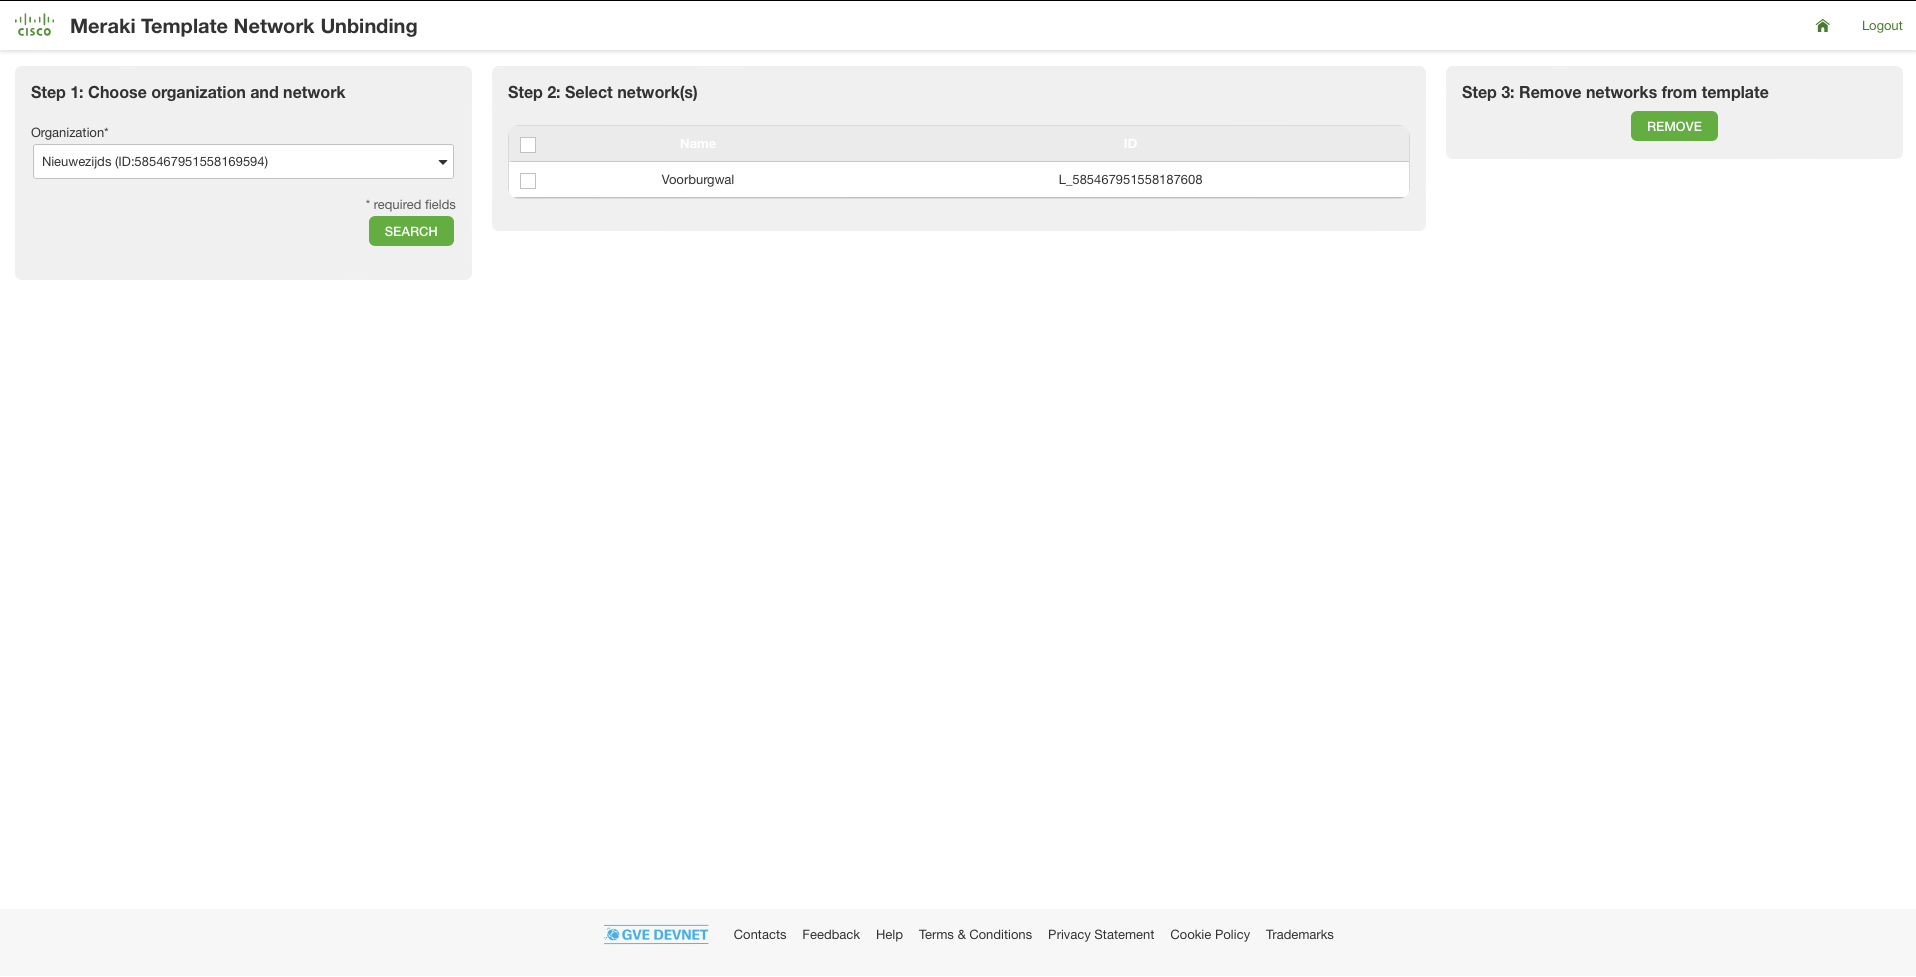 CISCO
Meraki Template Network Unbinding
Logout
Step 1: Choose organization and network
Organization*
Nieuwezijds (ID:585467951558169594)
* required fields
SEARCH
Step 2: Select network(s)
Name ID
Voorburgwal L_585467951558187608
Step 3: Remove networks from template
REMOVE
GVE DEVNET Contacts Feedback Help Terms & Conditions Privacy Statement Cookie Policy Trademarks